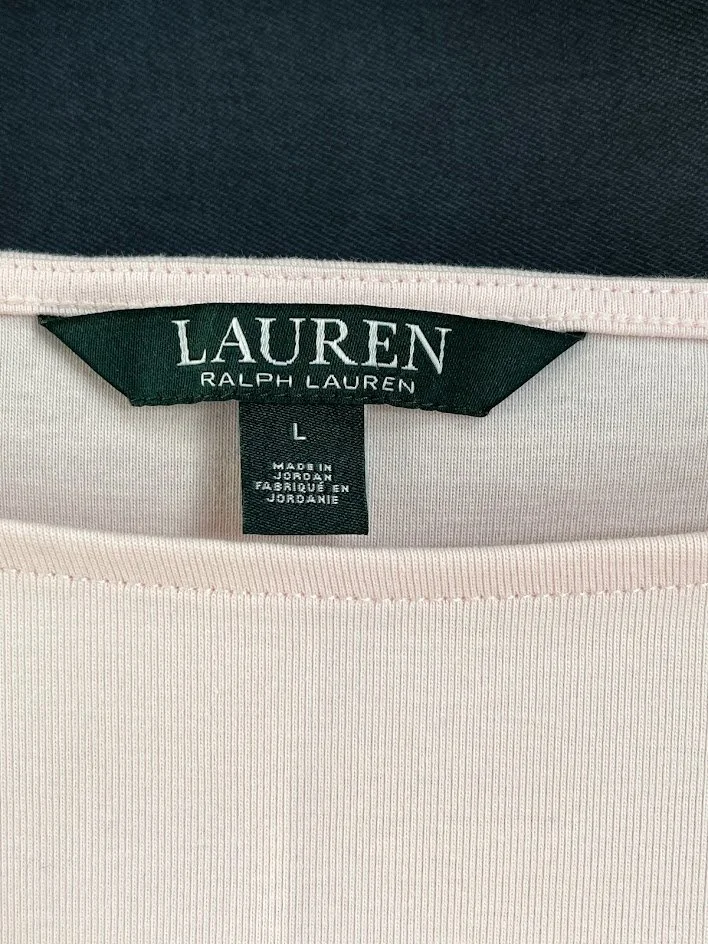 LAUREN
RALPH LAUREN
L
MADE IN
JORDAN
FABRIQUÉ EN
JORDANIE